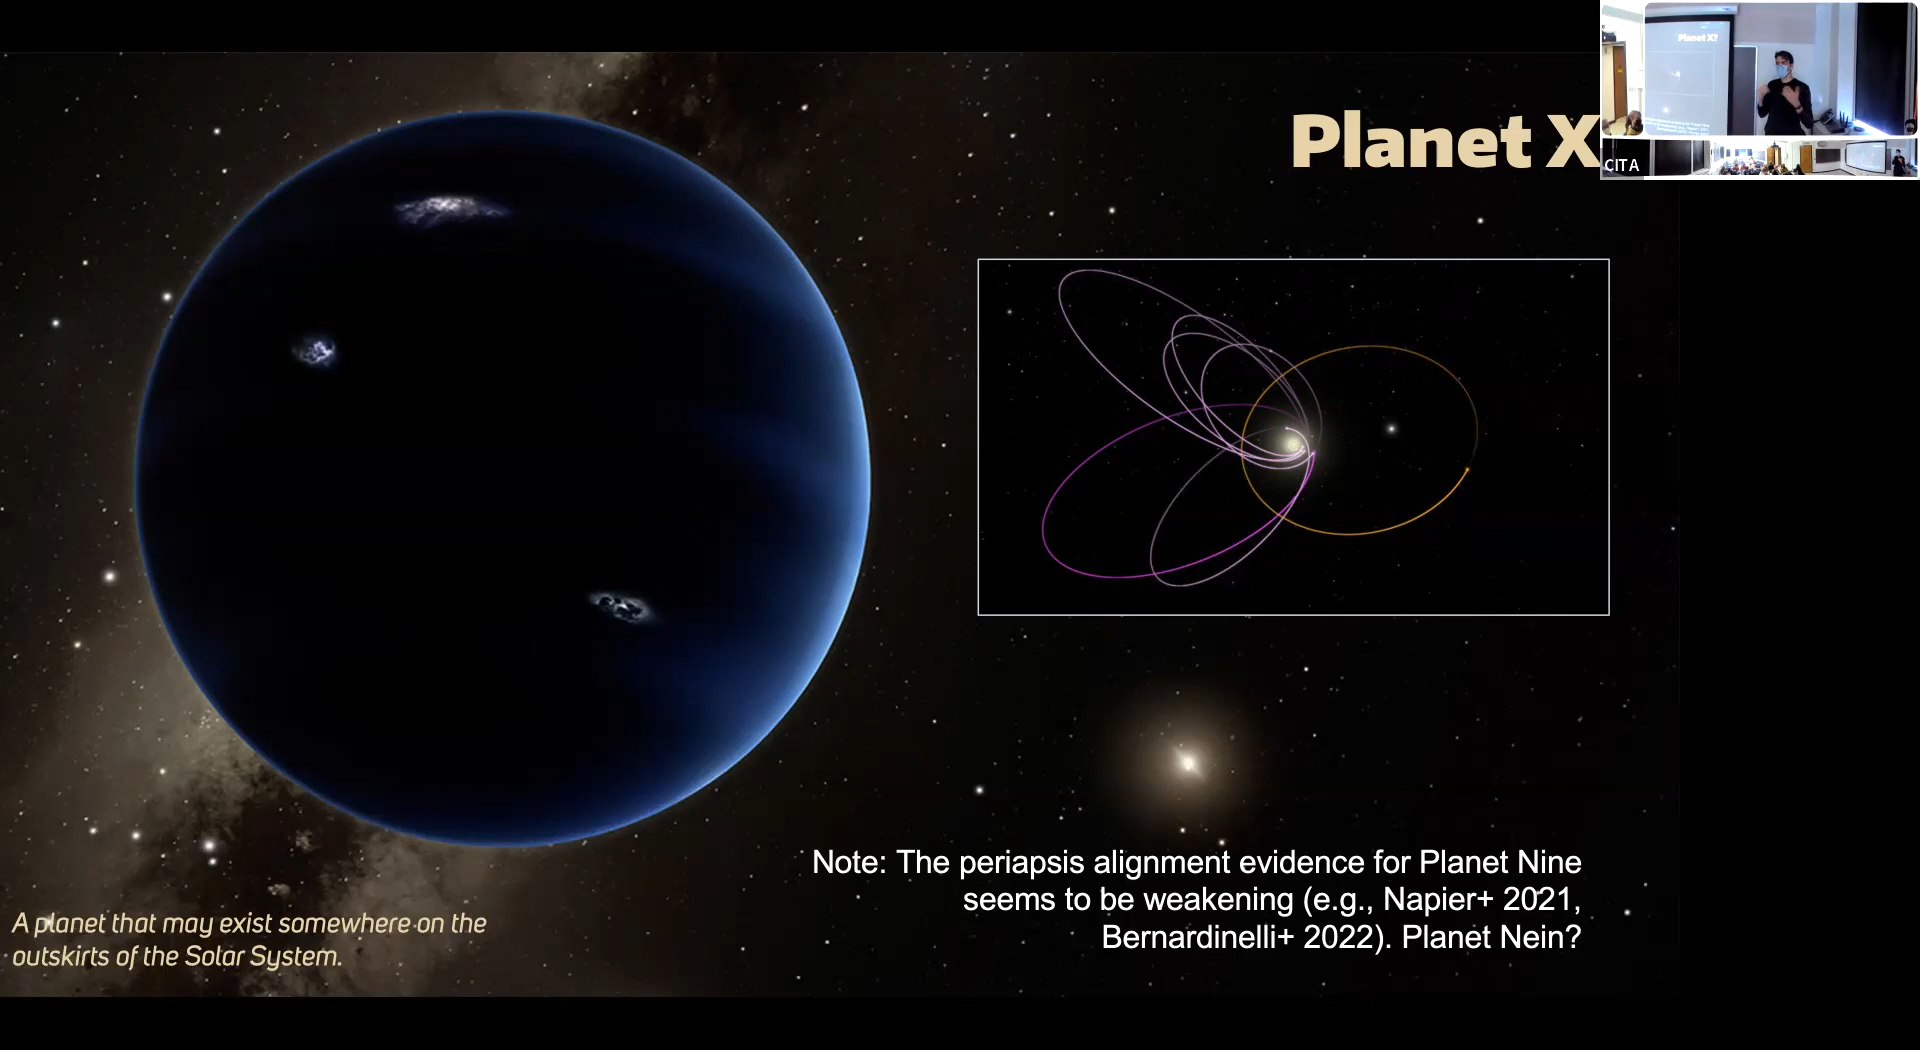 Planet X
Planet X?
CITA
Note: The periapsis alignment evidence for Planet Nine
seems to be weakening (e.g., Napier+ 2021,
Bernardinelli+ 2022). Planet Nein?
A planet that may exist somewhere on the
outskirts of the Solar System.